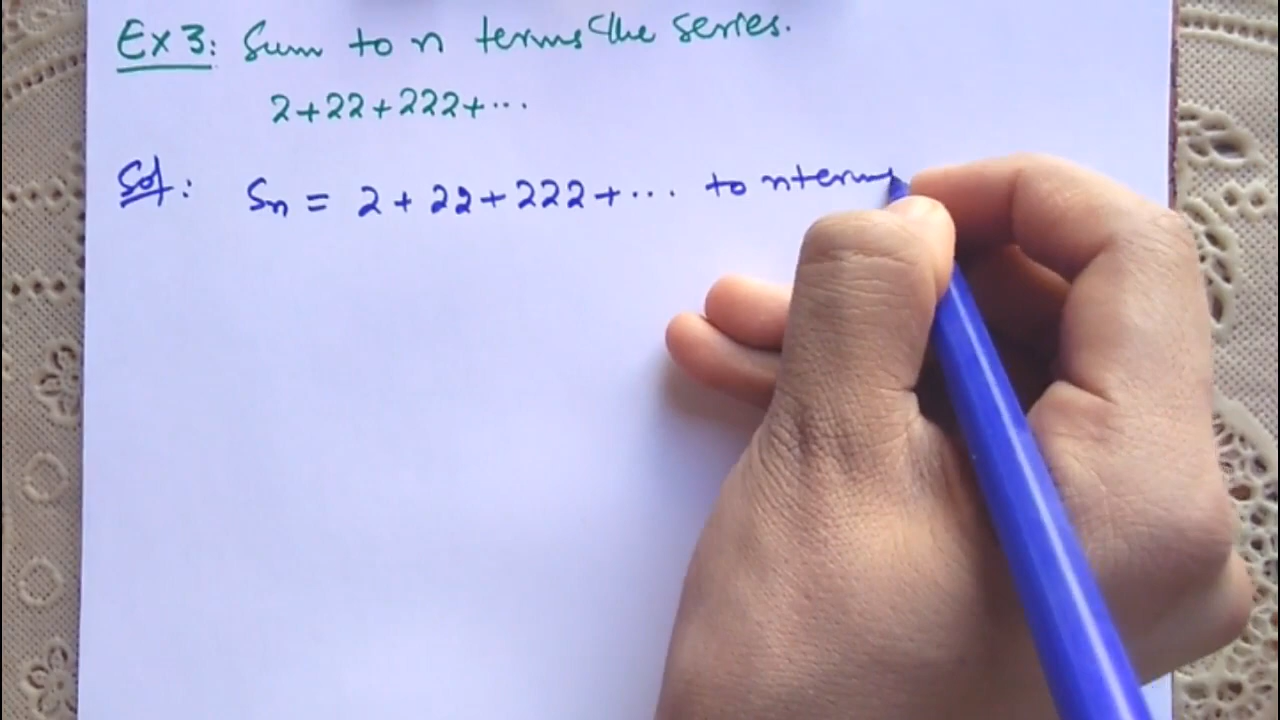 Ex 3: Sum to n terms the series.
2+22+222+...
Sol:
Sn = 2 + 22 + 222 + ... to n terms